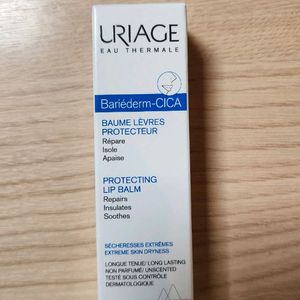 URIAGE
EAU THERMALE
Bariéderm-CICA
BAUME LÈVRES
PROTECTEUR
Répare
Isole
Apaise
PROTECTING
LIP BALM
Repairs
Insulates
Soothes
SÉCHERESSES EXTRÊMES
EXTREME SKIN DRYNESS
LONGUE TENUE/ LONG LASTING
NON PARFUMÉ/ UNSCENTED
TESTÉ SOUS CONTRÔLE
DERMATOLOGIQUE